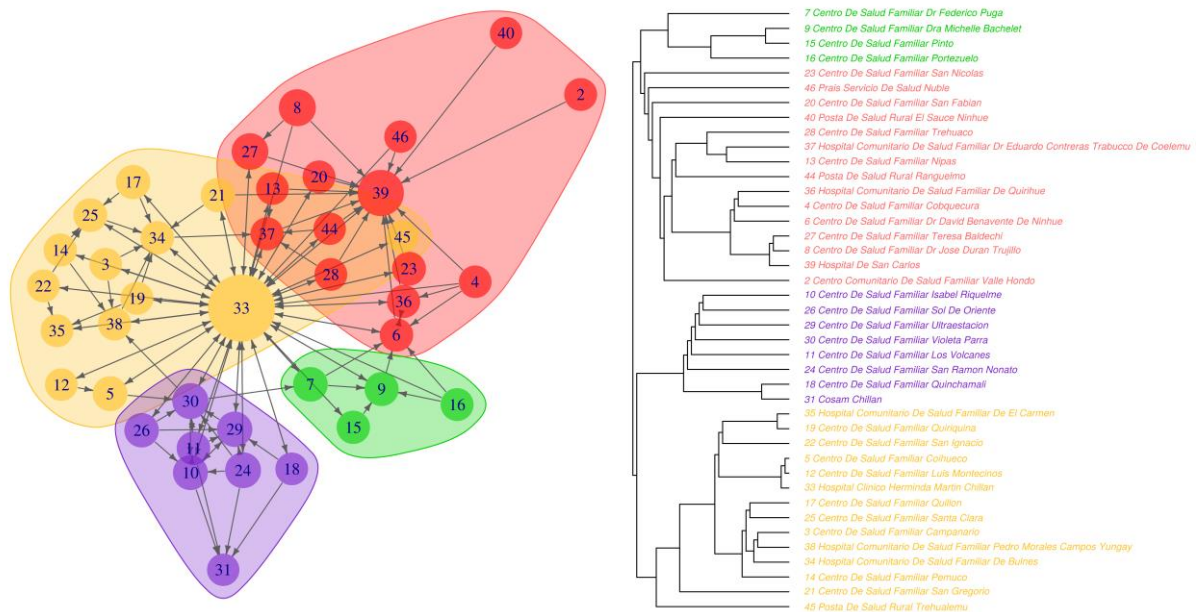 40
2
8
46
27
20
17
13
39
21
25
44
34
37
45
14
3
23
28
4
22
19
36
33
38
35
6
12
7
9
5
30
16
15
26
29
11
10
24
18
31
7 Centro De Salud Familiar Dr Federico Puga
9 Centro De Salud Familiar Dra Michelle Bachelet
15 Centro De Salud Familiar Pinto
16 Centro De Salud Familiar Portezuelo
23 Centro De Salud Familiar San Nicolas
46 Prais Servicio De Salud Nuble
20 Centro De Salud Familiar San Fabian
40 Posta De Salud Rural El Sauce Ninhue
28 Centro De Salud Familiar Trehuaco
37 Hospital Comunitario De Salud Familiar Dr Eduardo Contreras Trabucco De Coelemu
13 Centro De Salud Familiar Nipas
44 Posta De Salud Rural Ranguelmo
36 Hospital Comunitario De Salud Familiar De Quirihue
4 Centro De Salud Familiar Cobquecura
6 Centro De Salud Familiar Dr David Benavente De Ninhue
27 Centro De Salud Familiar Teresa Baldechi
8 Centro De Salud Familiar Dr Jose Duran Trujillo
39 Hospital De San Carlos
2 Centro Comunitario De Salud Familiar Valle Hondo
10 Centro De Salud Familiar Isabel Riquelme
26 Centro De Salud Familiar Sol De Oriente
29 Centro De Salud Familiar Ultraestacion
30 Centro De Salud Familiar Violeta Parra
11 Centro De Salud Familiar Los Volcanes
24 Centro De Salud Familiar San Ramon Nonato
18 Centro De Salud Familiar Quinchamali
31 Cosam Chillan
35 Hospital Comunitario De Salud Familiar De El Carmen
19 Centro De Salud Familiar Quiriquina
22 Centro De Salud Familiar San Ignacio
5 Centro De Salud Familiar Coihueco
12 Centro De Salud Familiar Luis Montecinos
33 Hospital Clinico Herminda Martin Chillan
17 Centro De Salud Familiar Quillon
25 Centro De Salud Familiar Santa Clara
3 Centro De Salud Familiar Campanario
38 Hospital Comunitario De Salud Familiar Pedro Morales Campos Yungay
34 Hospital Comunitario De Salud Familiar De Bulnes
14 Centro De Salud Familiar Pemuco
21 Centro De Salud Familiar San Gregorio
45 Posta De Salud Rural Trehualemu